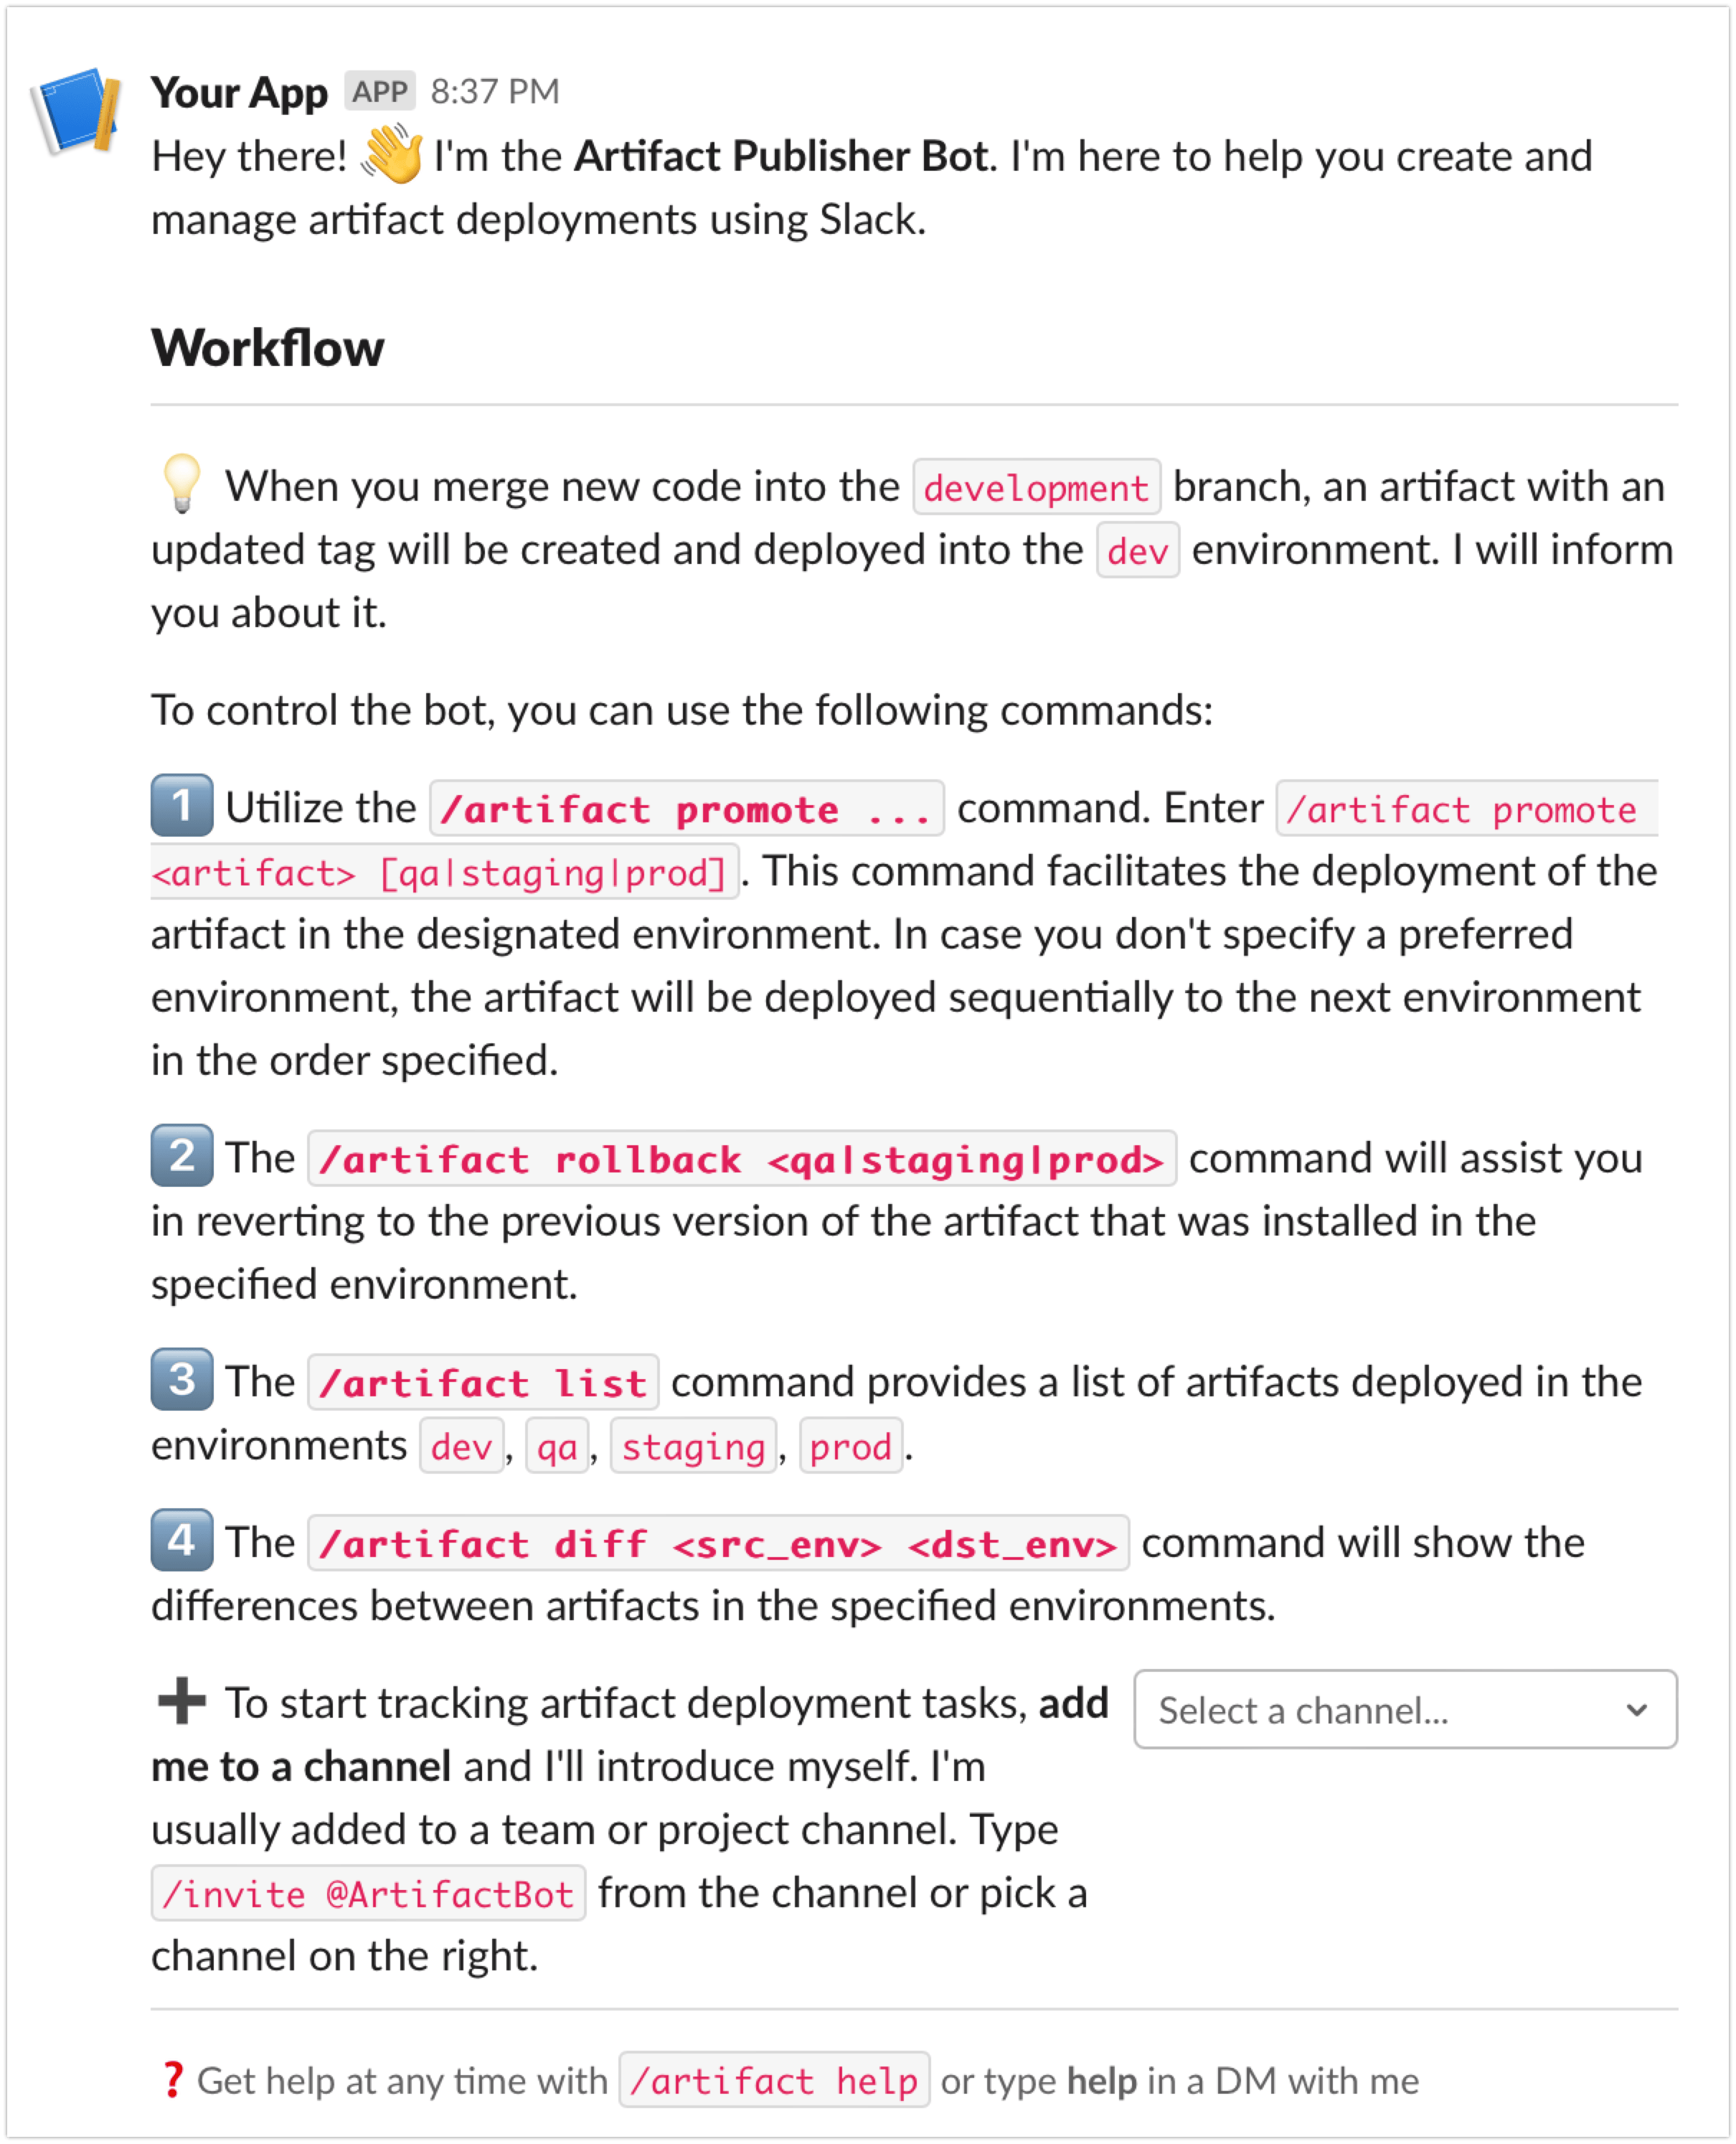 Your App APP 8:37 PM
Hey there! 👋 I'm the Artifact Publisher Bot. I'm here to help you create and
manage artifact deployments using Slack.
Workflow
💡 When you merge new code into the development branch, an artifact with an
updated tag will be created and deployed into the dev environment. I will inform
you about it.
To control the bot, you can use the following commands:
1 Utilize the /artifact promote ... command. Enter /artifact promote
<artifact> [qa|staging|prod]. This command facilitates the deployment of the
artifact in the designated environment. In case you don't specify a preferred
environment, the artifact will be deployed sequentially to the next environment
in the order specified.
2 The /artifact rollback <qa|staging|prod> command will assist you
in reverting to the previous version of the artifact that was installed in the
specified environment.
3 The /artifact list command provides a list of artifacts deployed in the
environments dev, qa, staging, prod.
4 The /artifact diff <src_env> <dst_env> command will show the
differences between artifacts in the specified environments.
➕ To start tracking artifact deployment tasks, add
me to a channel and I'll introduce myself. I'm
usually added to a team or project channel. Type
/invite @ArtifactBot from the channel or pick a
channel on the right.
Select a channel...
❓ Get help at any time with /artifact help or type help in a DM with me